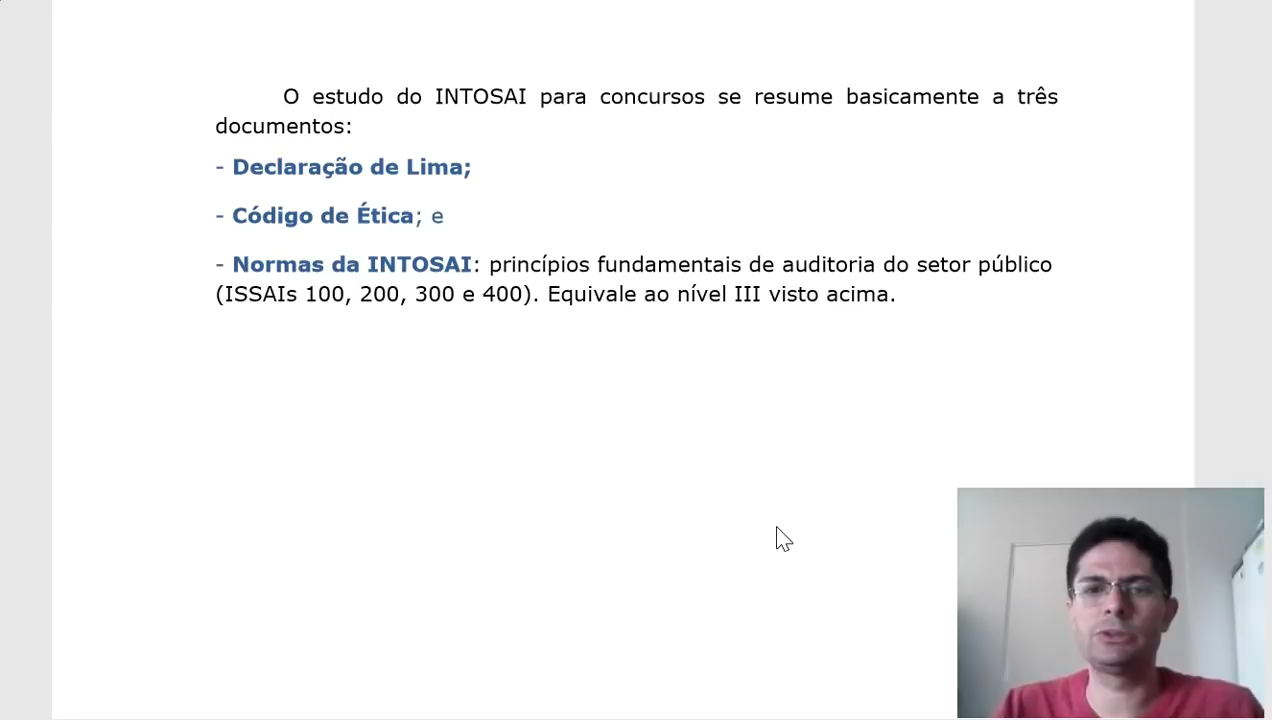 O estudo do INTOSAI para concursos se resume basicamente a três
documentos:
- Declaração de Lima;
- Código de Ética; e
- Normas da INTOSAI: princípios fundamentais de auditoria do setor público
(ISSAIs 100, 200, 300 e 400). Equivale ao nível III visto acima.